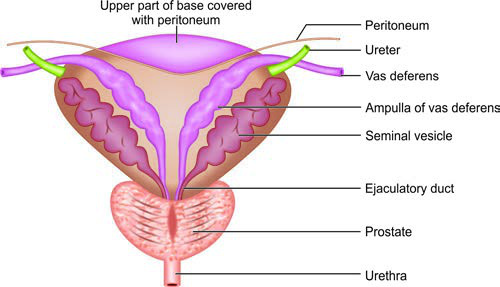 Upper part of base covered
with peritoneum
Peritoneum
Ureter
Vas deferens
Ampulla of vas deferens
Seminal vesicle
Ejaculatory duct
Prostate
Urethra